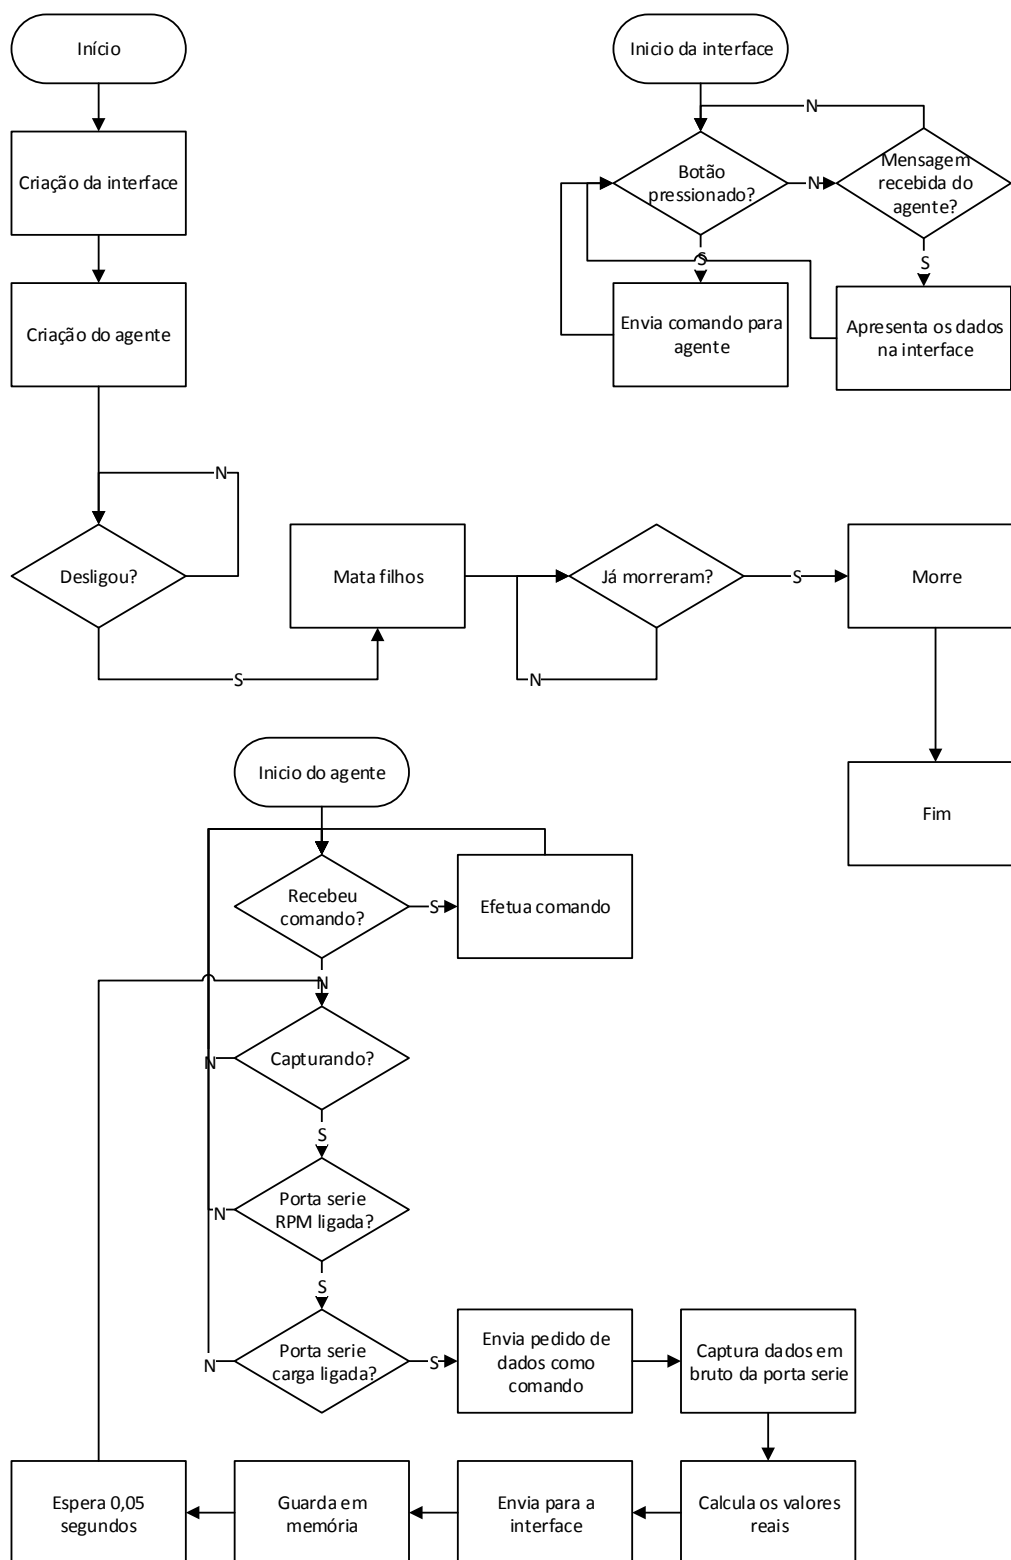 Início
Criação da interface
Criação do agente
N
Desligou?
S
Mata filhos
Já morreram?
N
S
Morre
Fim
Inicio da interface
N
Botão
pressionado?
N
Mensagem
recebida do
agente?
S
S
Envia comando para
agente
Apresenta os dados
na interface
Inicio do agente
Recebeu
comando?
S
Efetua comando
N
Capturando?
N
S
Porta serie
RPM ligada?
N
S
Porta serie
carga ligada?
N
S
Envia pedido de
dados como
comando
Captura dados em
bruto da porta serie
Calcula os valores
reais
Envia para a
interface
Guarda em
memória
Espera 0,05
segundos